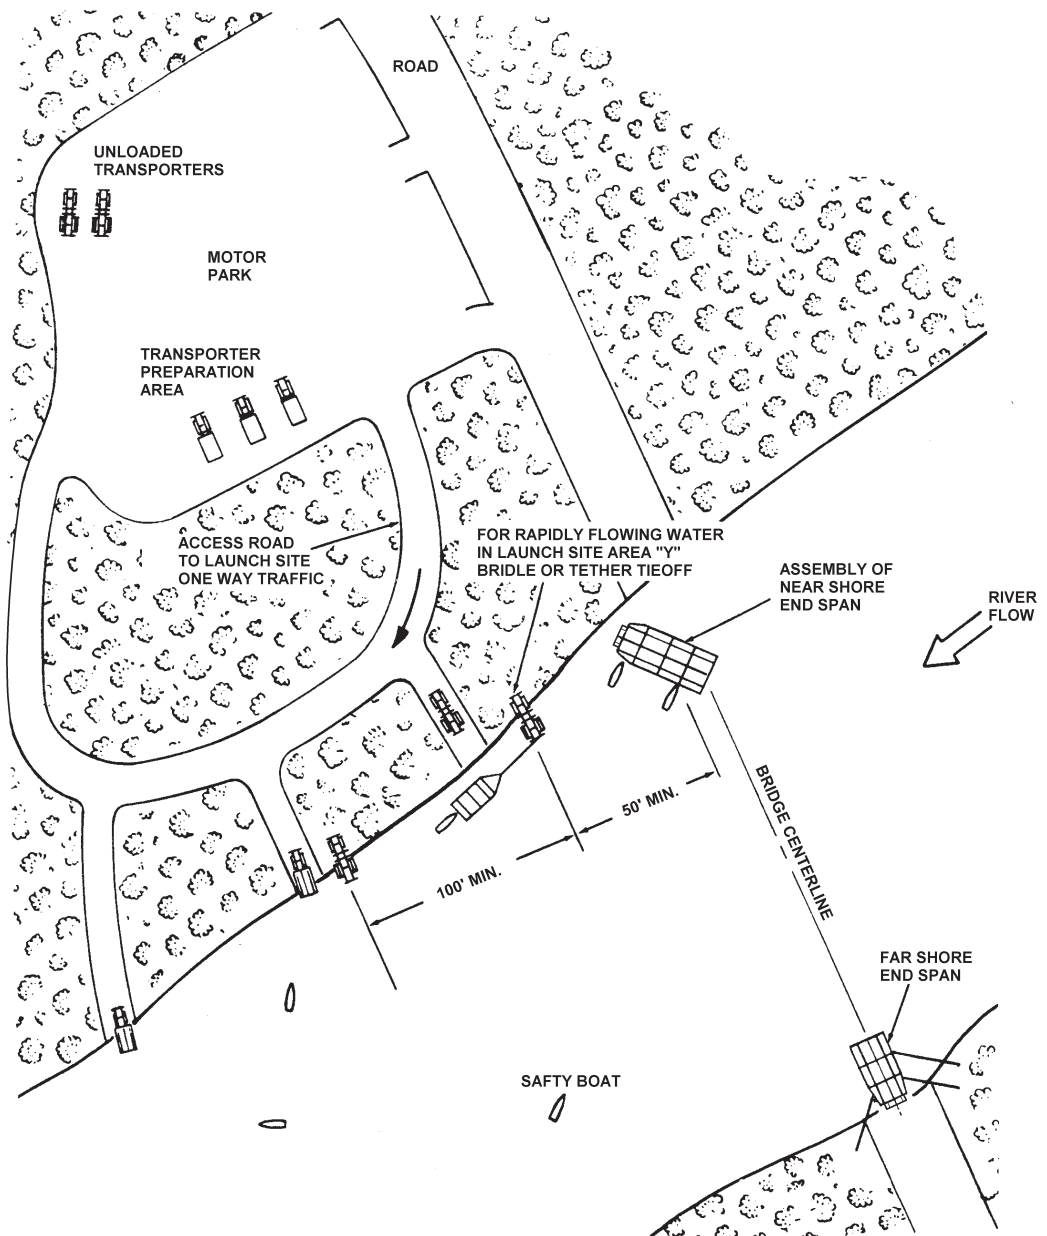 ROAD
UNLOADED
TRANSPORTERS
MOTOR
PARK
TRANSPORTER
PREPARATION
AREA
ACCESS ROAD
TO LAUNCH SITE
ONE WAY TRAFFIC
FOR RAPIDLY FLOWING WATER
IN LAUNCH SITE AREA "Y"
BRIDLE OR TETHER TIEOFF
ASSEMBLY OF
NEAR SHORE
END SPAN
RIVER
FLOW
50' MIN.
100' MIN.
BRIDGE CENTERLINE
FAR SHORE
END SPAN
SAFTY BOAT